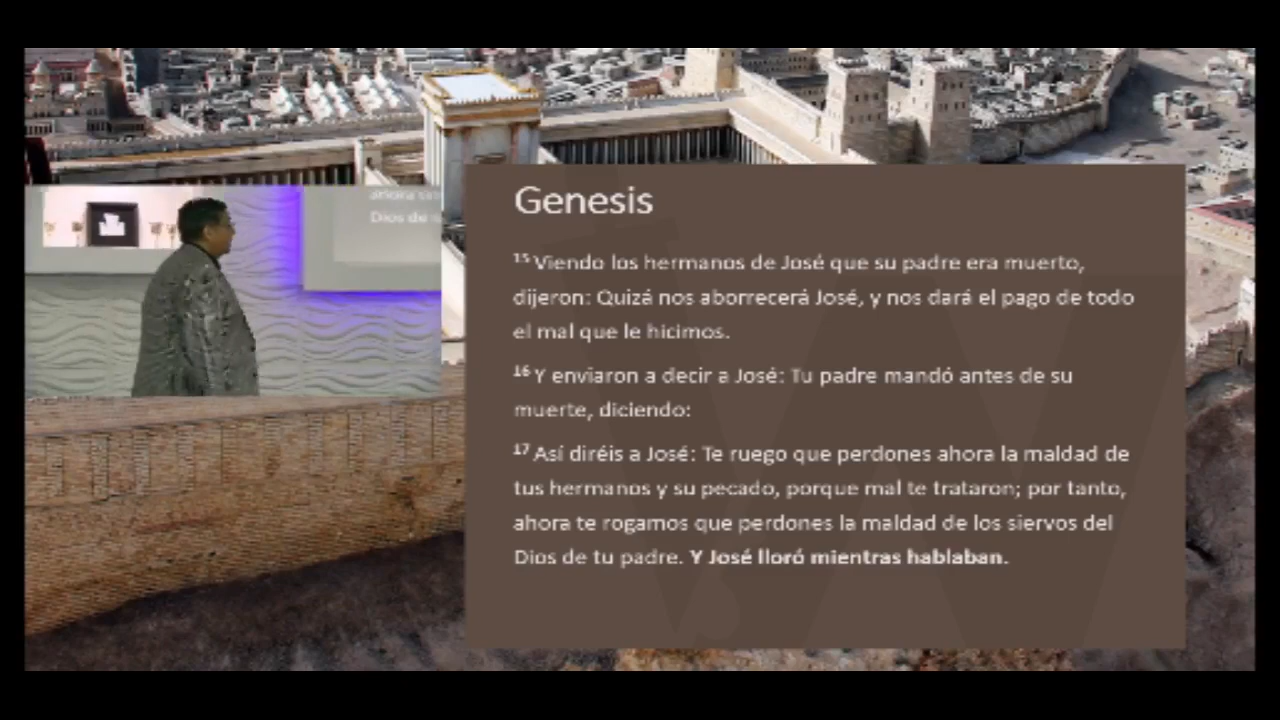 Genesis
15 Viendo los hermanos de José que su padre era muerto,
dijeron: Quizá nos aborrecerá José, y nos dará el pago de todo
el mal que le hicimos.
16 Y enviaron a decir a José: Tu padre mandó antes de su
muerte, diciendo:
17 Así diréis a José: Te ruego que perdones ahora la maldad de
tus hermanos y su pecado, porque mal te trataron; por tanto,
ahora te rogamos que perdones la maldad de los siervos del
Dios de tu padre. Y José lloró mientras hablaban.
Dios de